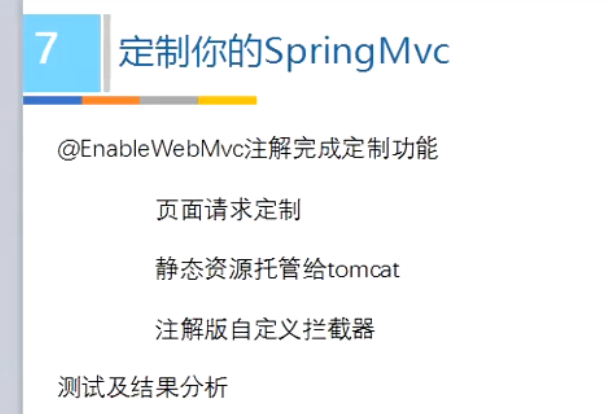 7
定制你的SpringMvc
@EnableWebMvc注解完成定制功能
页面请求定制
静态资源托管给tomcat
注解版自定义拦截器
测试及结果分析